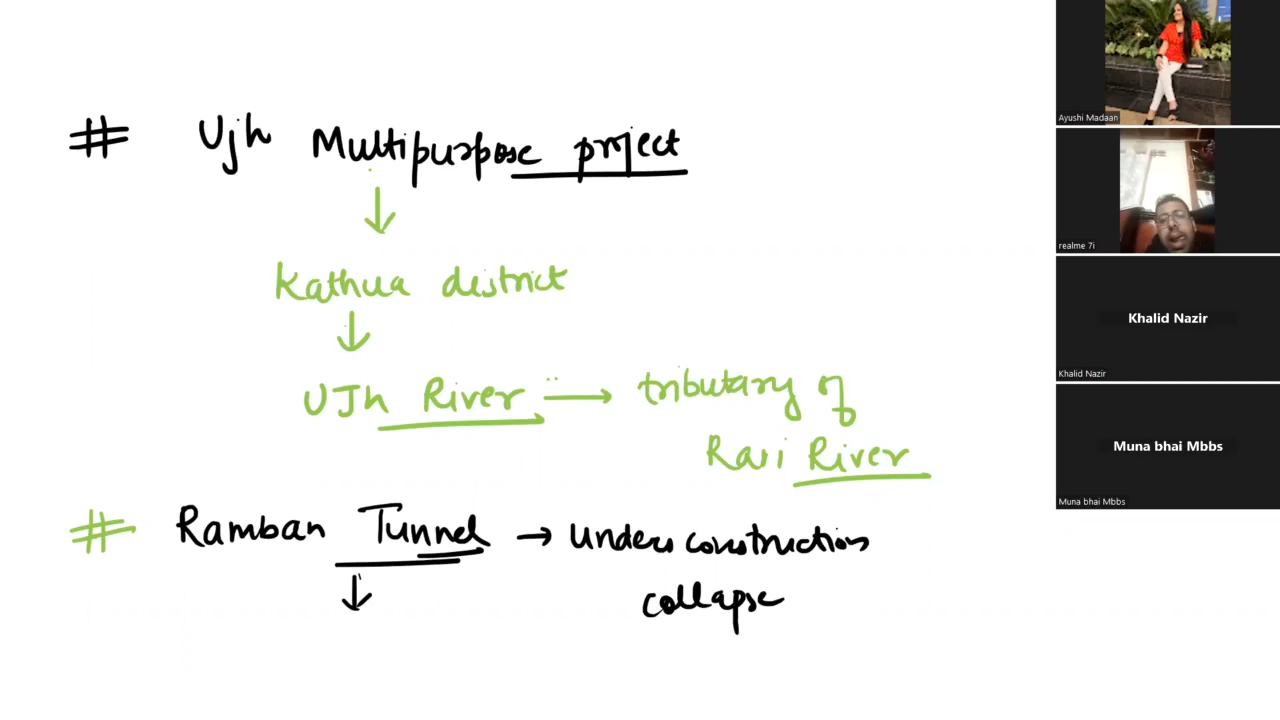 # Ujh Multipurpose project
↓
Kathua district
↓
UJh River → tributary of
Ravi River
# Ramban Tunnel → under construction
↓
collapse
Ayushi Madaan
realme 7i
Khalid Nazir
Khalid Nazir
Muna bhai Mbbs
Muna bhai Mbbs